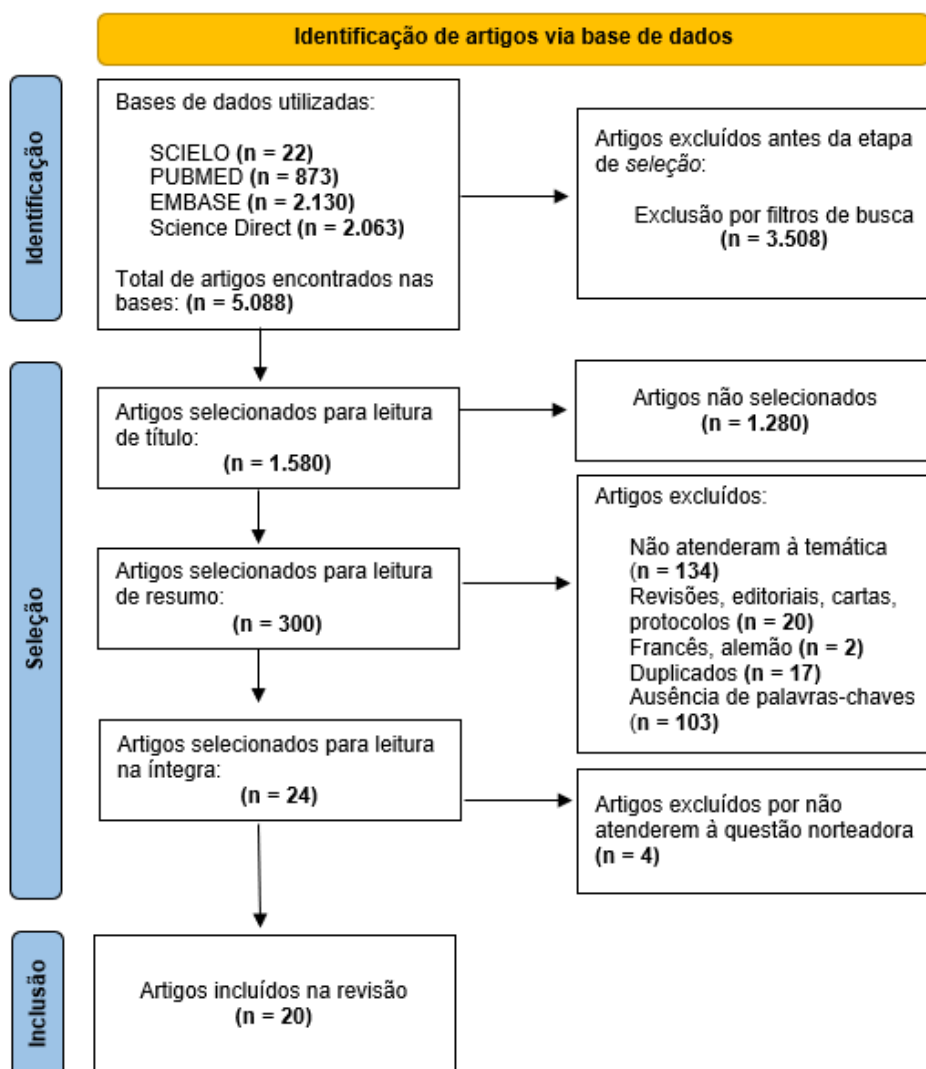 Identificação de artigos via base de dados
Identificação
Bases de dados utilizadas:
SCIELO (n = 22)
PUBMED (n = 873)
EMBASE (n = 2.130)
Science Direct (n = 2.063)
Total de artigos encontrados nas
bases: (n = 5.088)
Artigos excluídos antes da etapa
de seleção:
Exclusão por filtros de busca
(n = 3.508)
Seleção
Artigos selecionados para leitura
de título:
(n = 1.580)
Artigos não selecionados
(n = 1.280)
Artigos selecionados para leitura
de resumo:
(n = 300)
Artigos excluídos:
Não atenderam à temática
(n = 134)
Revisões, editoriais, cartas,
protocolos (n = 20)
Francês, alemão (n = 2)
Duplicados (n = 17)
Ausência de palavras-chaves
(n = 103)
Artigos selecionados para leitura
na íntegra:
(n = 24)
Artigos excluídos por não
atenderem à questão norteadora
(n = 4)
Inclusão
Artigos incluídos na revisão
(n = 20)